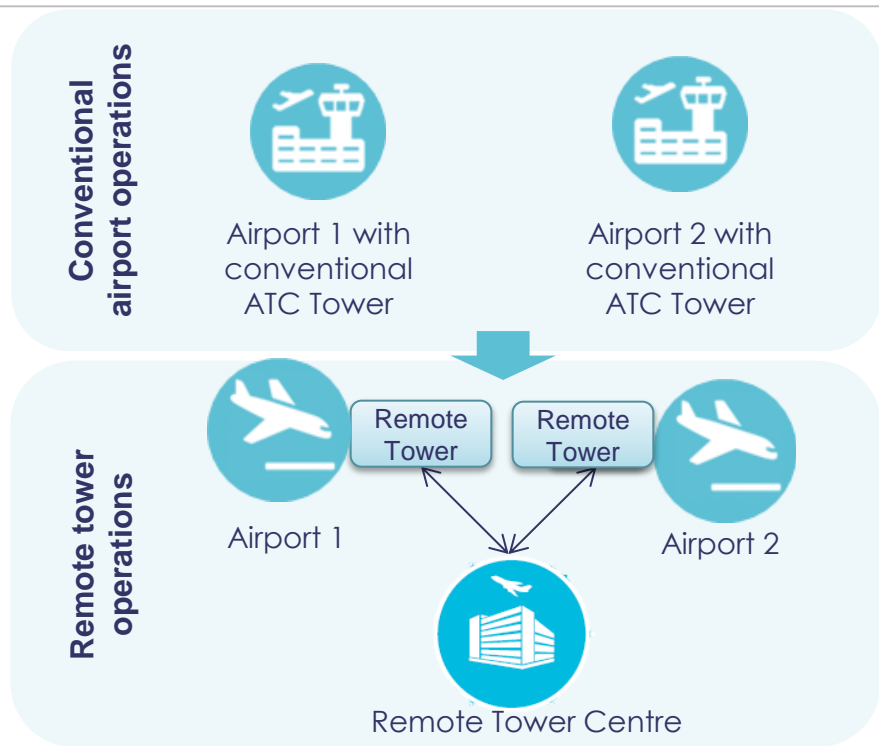 Conventional
airport operations
Airport 1 with
conventional
ATC Tower
Airport 2 with
conventional
ATC Tower
Remote tower
operations
Remote
Tower
Remote
Tower
Airport 1
Airport 2
Remote Tower Centre